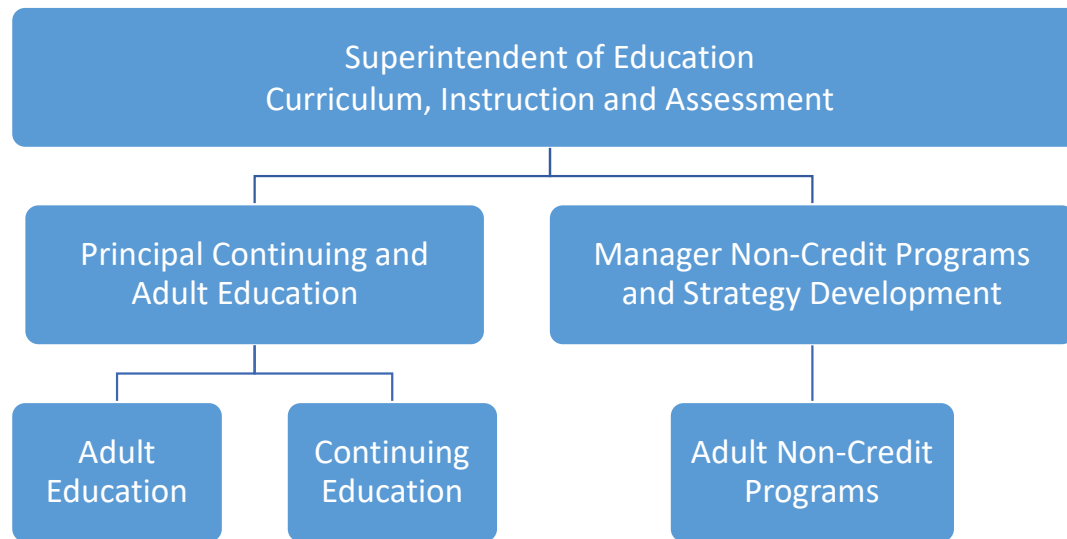 Superintendent of Education
Curriculum, Instruction and Assessment
Principal Continuing and
Adult Education
Manager Non-Credit Programs
and Strategy Development
Adult
Education
Continuing
Education
Adult Non-Credit
Programs